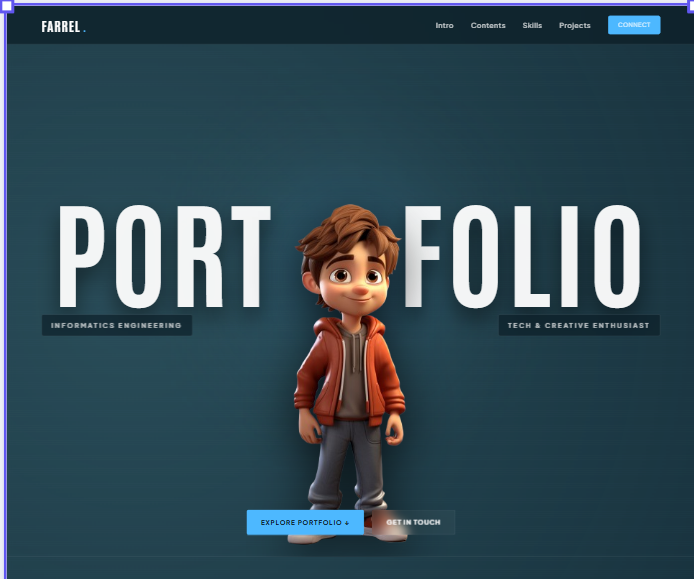 FARREL.
Intro
Contents
Skills
Projects
CONNECT
PORT FOLIO
INFORMATICS ENGINEERING
TECH & CREATIVE ENTHUSIAST
EXPLORE PORTFOLIO ↓
GET IN TOUCH